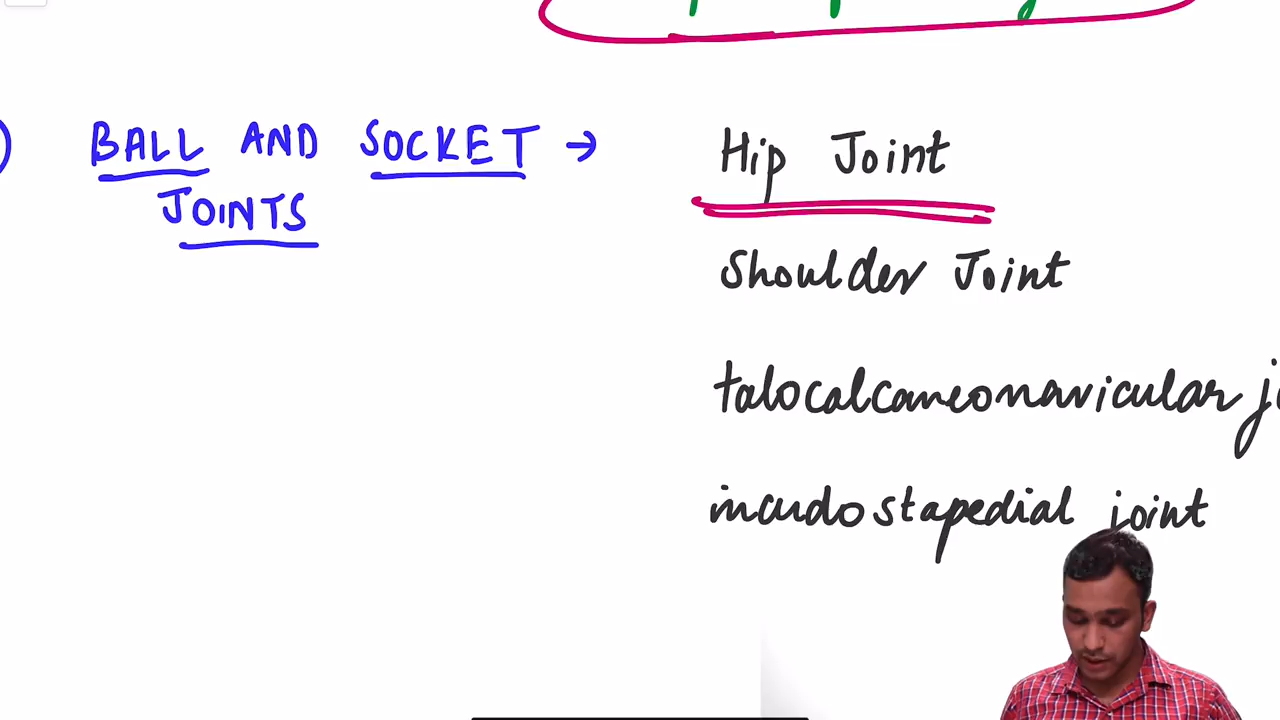 ) BALL AND SOCKET → Hip Joint
JOINTS
Shoulder Joint
talocalcaneonavicular
incudostapedial joint